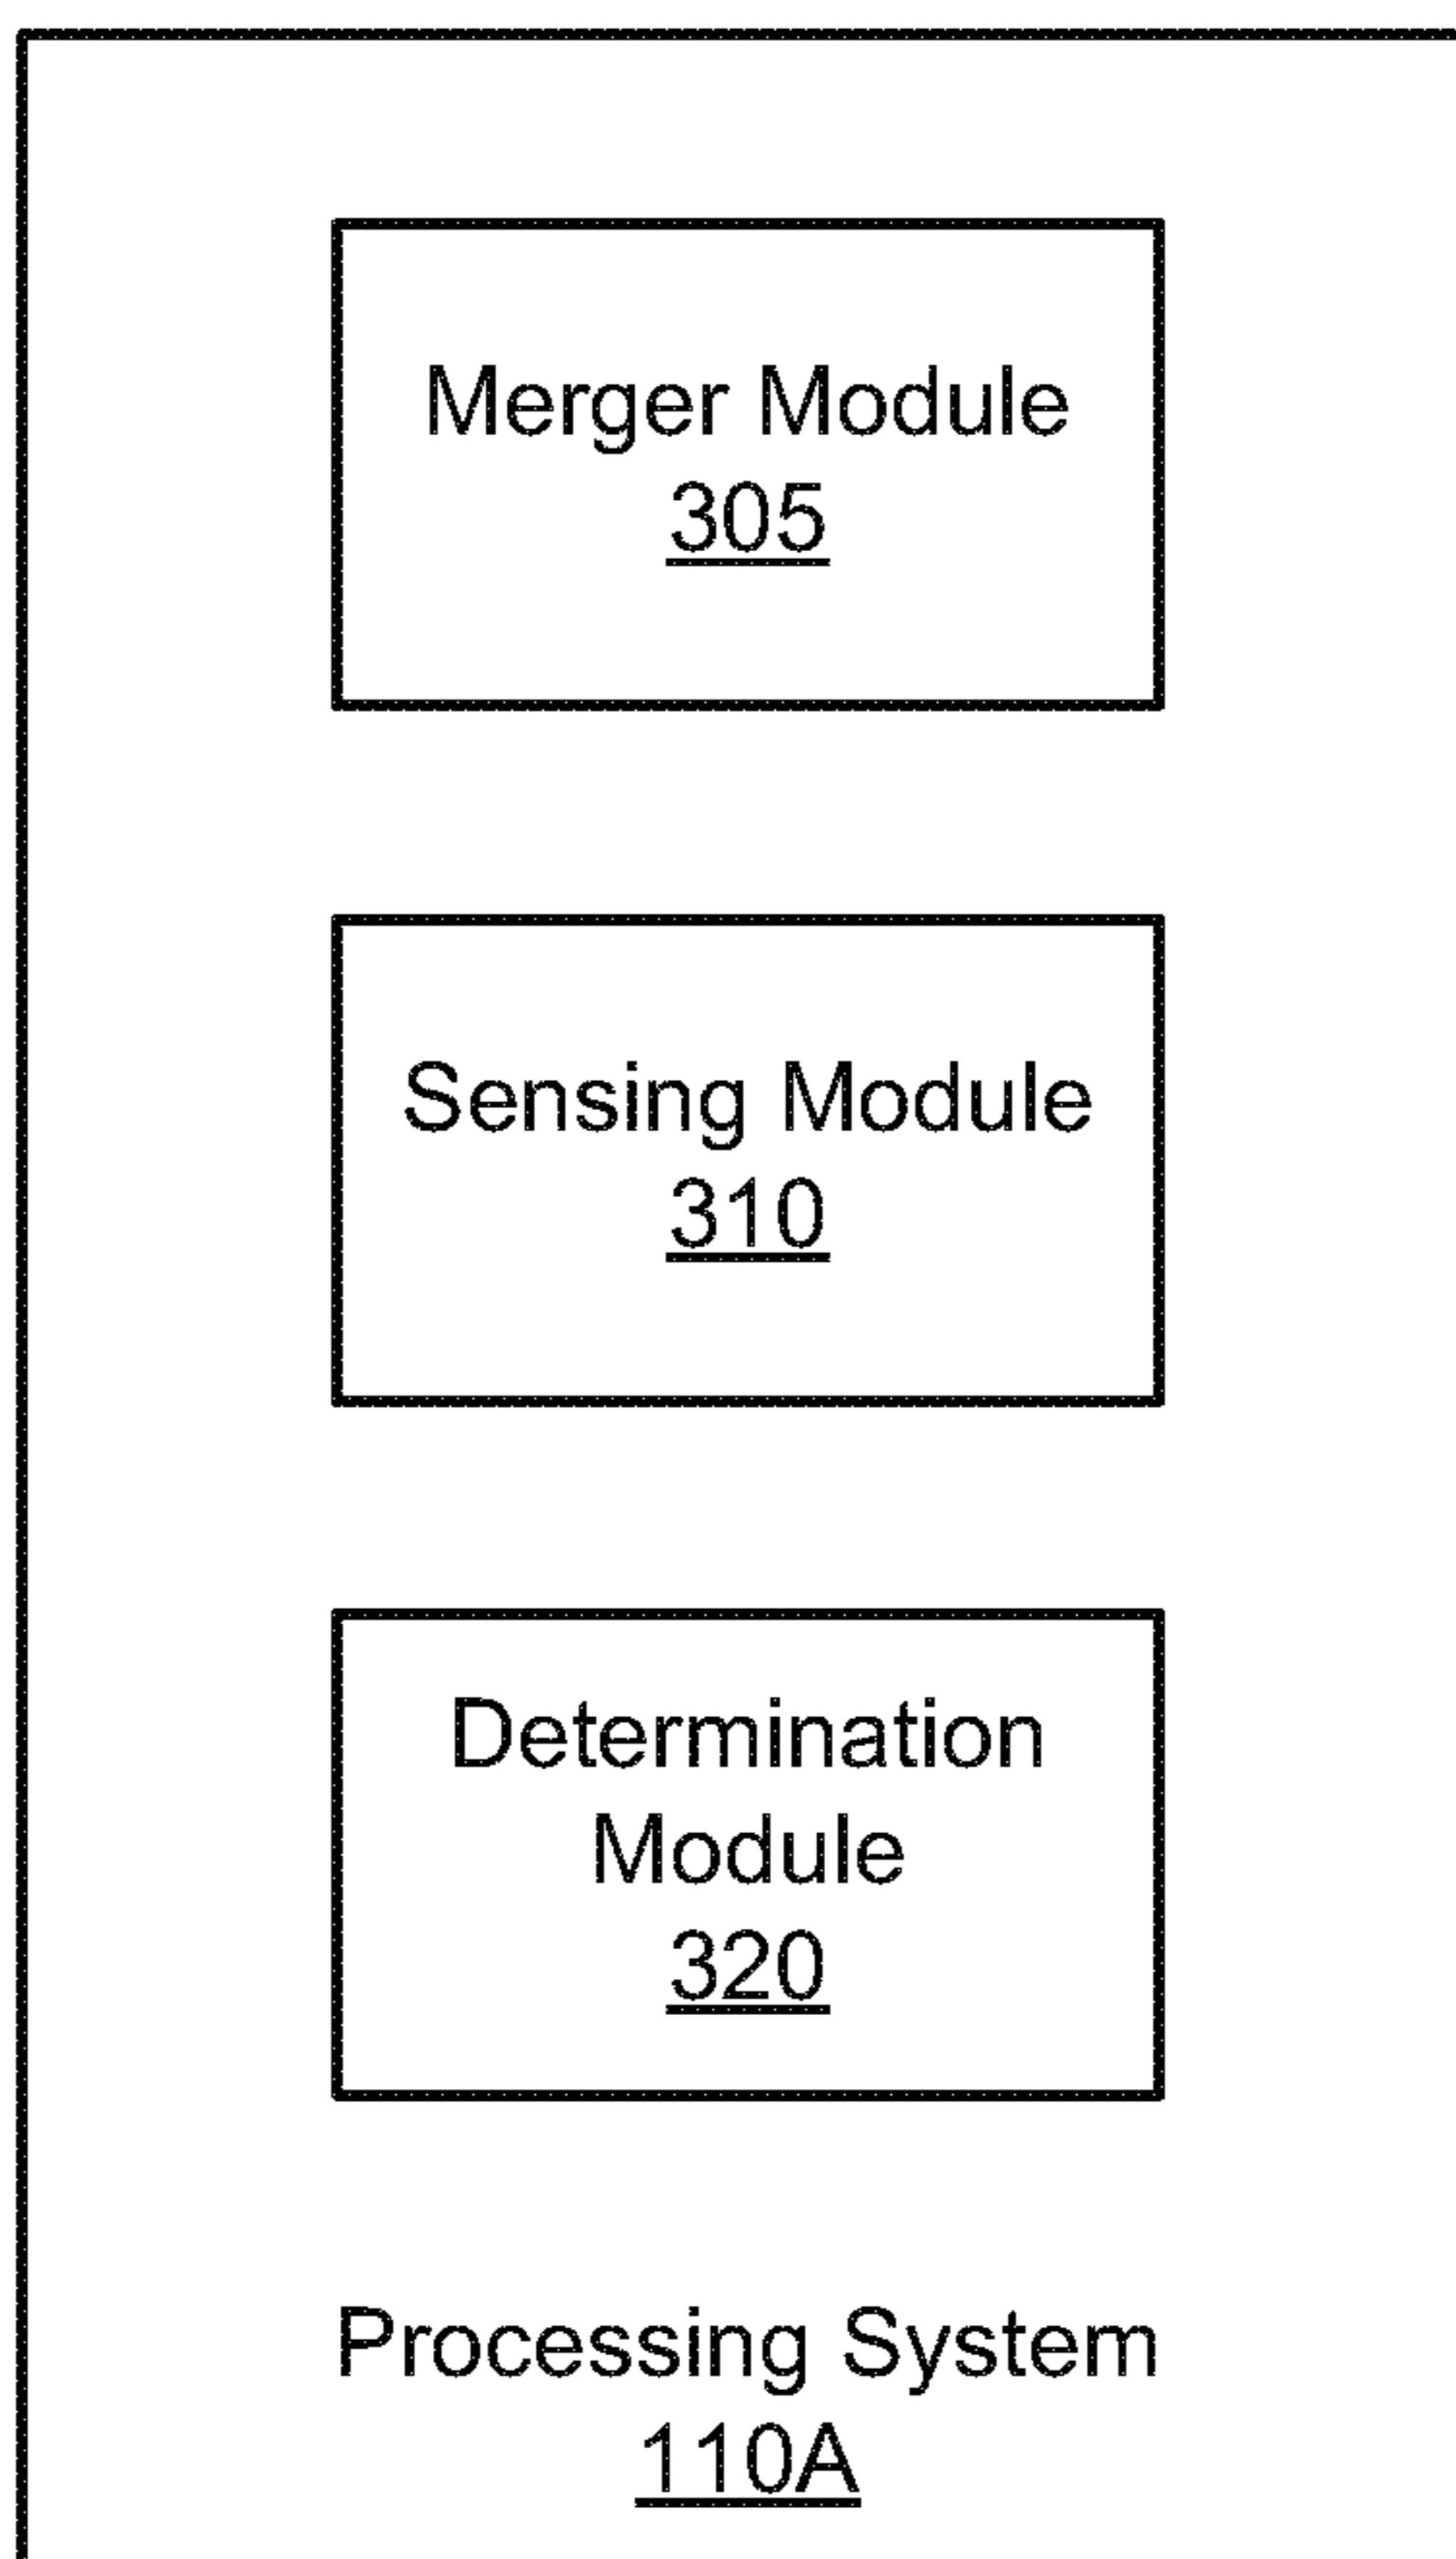 Merger Module
305
Sensing Module
310
Determination
Module
320
Processing System
110A